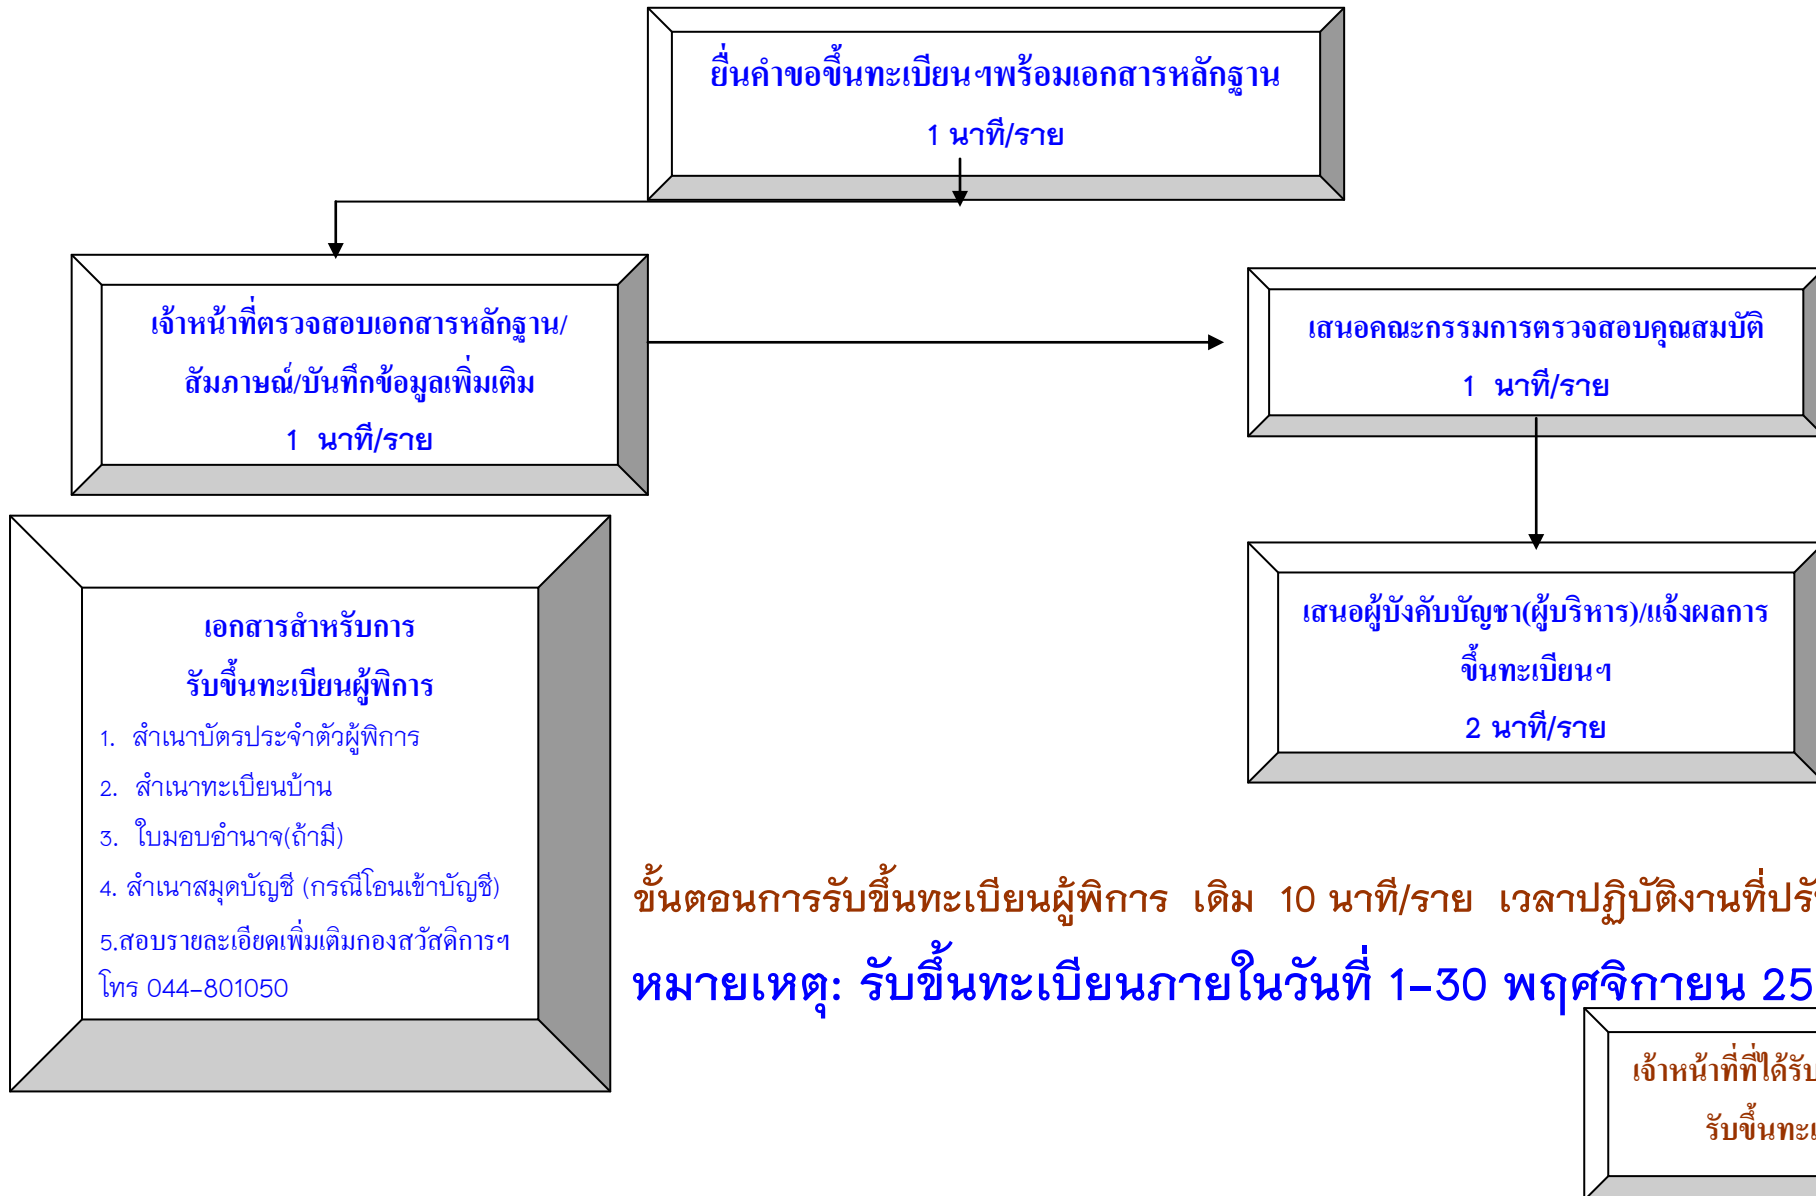 ยื่นคำขอขึ้นทะเบียนฯพร้อมเอกสารหลักฐาน
1 นาที/ราย
เจ้าหน้าที่ตรวจสอบเอกสารหลักฐาน/
สัมภาษณ์/บันทึกข้อมูลเพิ่มเติม
1 นาที/ราย
เสนอคณะกรรมการตรวจสอบคุณสมบัติ
1 นาที/ราย
เสนอผู้บังคับบัญชา(ผู้บริหาร)/แจ้งผลการ
ขึ้นทะเบียนฯ
2 นาที/ราย
เอกสารสำหรับการ
รับขึ้นทะเบียนผู้พิการ
1. สำเนาบัตรประจำตัวผู้พิการ
2. สำเนาทะเบียนบ้าน
3. ใบมอบอำนาจ(ถ้ามี)
4. สำเนาสมุดบัญชี (กรณีโอนเข้าบัญชี)
5.สอบรายละเอียดเพิ่มเติมกองสวัสดิการฯ
โทร 044-801050
ขั้นตอนการรับขึ้นทะเบียนผู้พิการ เดิม 10 นาที/ราย เวลาปฏิบัติงานที่
หมายเหตุ: รับขึ้นทะเบียนภายในวันที่ 1-30 พฤศจิกายน 25
เจ้าหน้าที่ที่ได้รับ
รับขึ้นทะเ